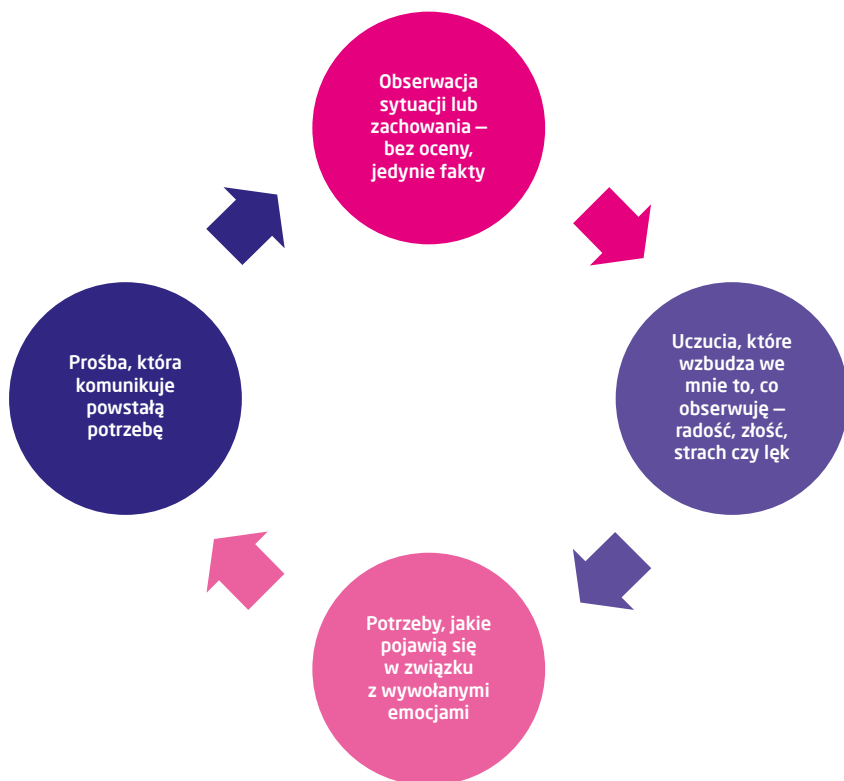 Obserwacja
sytuacji lub
zachowania —
bez oceny,
jedynie fakty
Uczucia, które
wzbudza we
mnie to, co
obserwuję —
radość, złość,
strach czy lęk
Potrzeby, jakie
pojawią się
w związku
z wywołanymi
emocjami
Prośba, która
komunikuje
powstałą
potrzebę